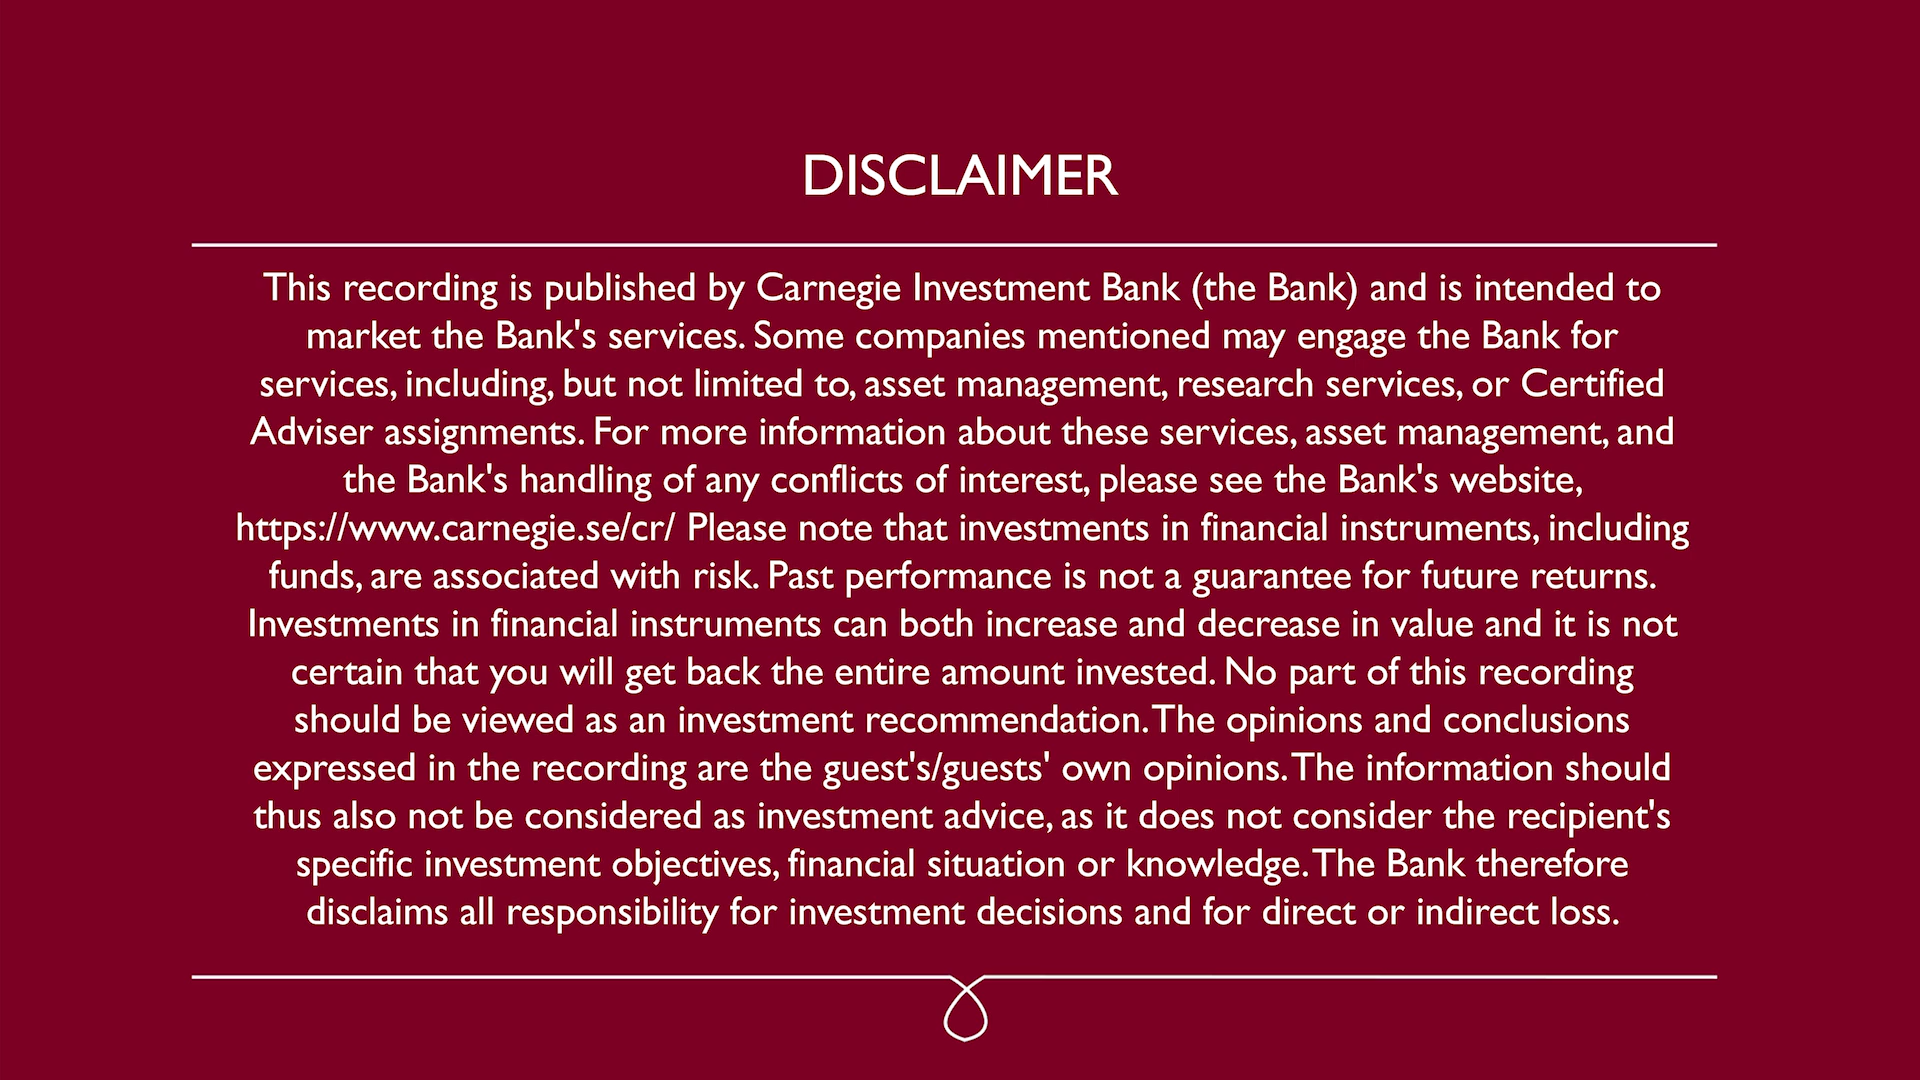 DISCLAIMER
This recording is published by Carnegie Investment Bank (the Bank) and is intended to
market the Bank's services. Some companies mentioned may engage the Bank for
services, including, but not limited to, asset management, research services, or Certified
Adviser assignments. For more information about these services, asset management, and
the Bank's handling of any conflicts of interest, please see the Bank's website,
https://www.carnegie.se/cr/ Please note that investments in financial instruments, including
funds, are associated with risk. Past performance is not a guarantee for future returns.
Investments in financial instruments can both increase and decrease in value and it is not
certain that you will get back the entire amount invested. No part of this recording
should be viewed as an investment recommendation. The opinions and conclusions
expressed in the recording are the guest's/guests' own opinions. The information should
thus also not be considered as investment advice, as it does not consider the recipient's
specific investment objectives, financial situation or knowledge. The Bank therefore
disclaims all responsibility for investment decisions and for direct or indirect loss.